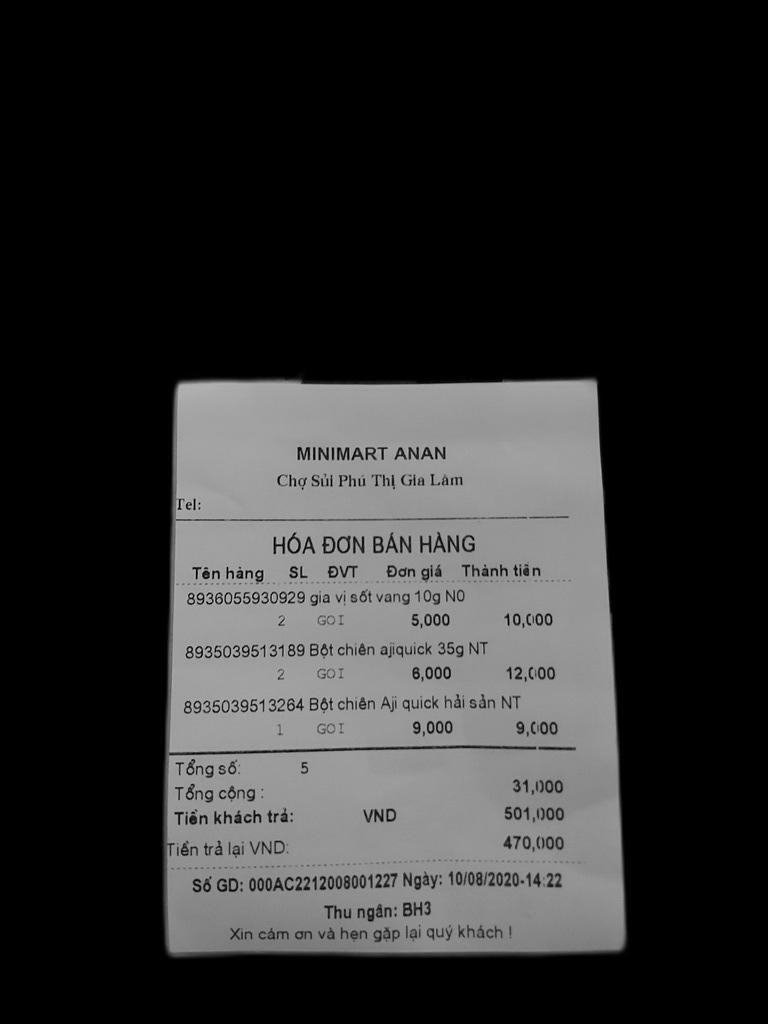 MINIMART ANAN
Chợ Sủi Phú Thị Gia Lâm
Tel:
HÓA ĐƠN BÁN HÀNG
Tên hàng SL ĐVT Đơn giá Thành tiền
8936055930929 gia vị sốt vang 10g N0
2 GOI 5,000 10,000
8935039513189 Bột chiên ajiquick 35g NT
2 GOI 6,000 12,000
8935039513264 Bột chiên Aji quick hải sản NT
1 GOI 9,000 9,000
Tổng số: 5
Tổng cộng : 31,000
Tiền khách trả: VND 501,000
Tiền trả lại VND: 470,000
Số GD: 000AC2212008001227 Ngày: 10/08/2020-14:22
Thu ngân: BH3
Xin cám ơn và hẹn gặp lại quý khách !